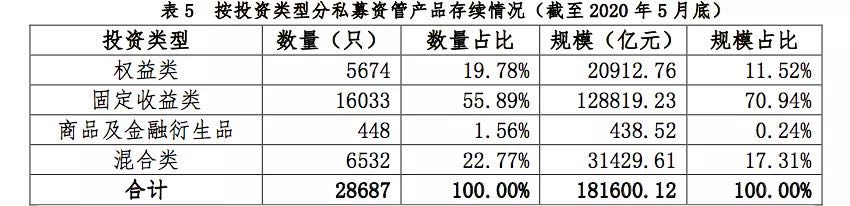 表 5 按投资类型分私募资管产品存续情况（截至 2020 年 5 月底）
投资类型 数量（只） 数量占比 规模（亿元） 规模占比
权益类 5674 19.78% 20912.76 11.52%
固定收益类 16033 55.89% 128819.23 70.94%
商品及金融衍生品 448 1.56% 438.52 0.24%
混合类 6532 22.77% 31429.61 17.31%
合计 28687 100.00% 181600.12 100.00%